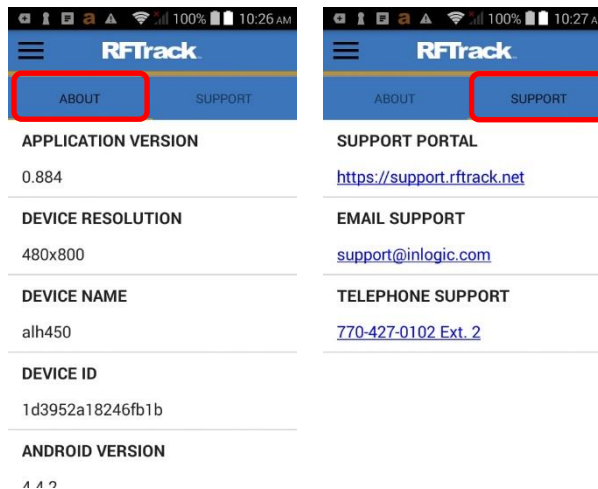 100% 10:26 AM
RFTrack
ABOUT SUPPORT
APPLICATION VERSION
0.884
DEVICE RESOLUTION
480x800
DEVICE NAME
alh450
DEVICE ID
1d3952a18246fb1b
ANDROID VERSION
4.4.2
100% 10:27 A
RFTrack
ABOUT SUPPORT
SUPPORT PORTAL
https://support.rftrack.net
EMAIL SUPPORT
support@inlogic.com
TELEPHONE SUPPORT
770-427-0102 Ext. 2